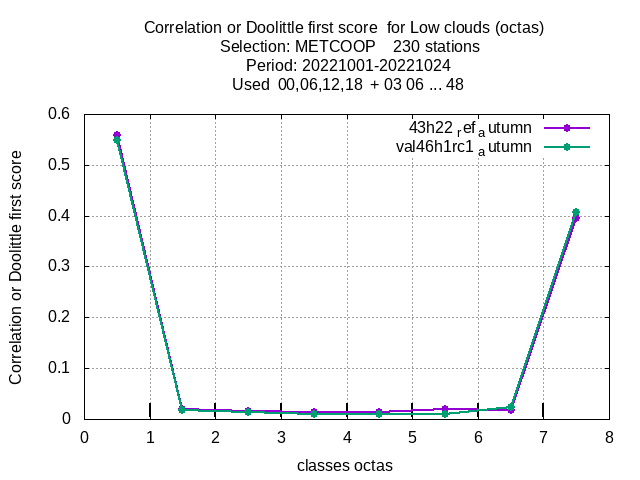 Correlation or Doolittle first score  for Low clouds (octas)
Selection: METCOOP    230 stations
Period: 20221001-20221024
Used  00,06,12,18  + 03 06 ... 48
43h22 ref autumn
val46h1rc1 autumn
Correlation or Doolittle first score
0.6
0.5
0.4
0.3
0.2
0.1
0
0 1 2 3 4 5 6 7 8
classes octas